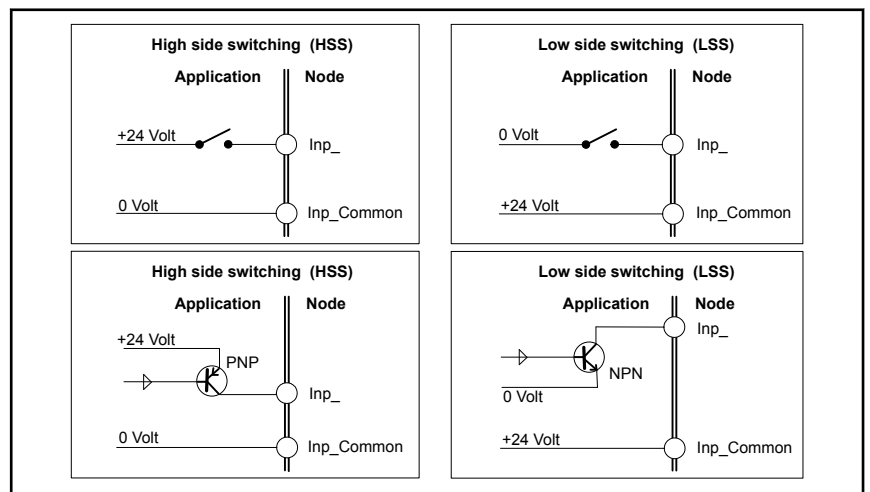 High side switching (HSS)
Application Node
+24 Volt
Inp_
0 Volt
Inp_Common
Low side switching (LSS)
Application Node
0 Volt
Inp_
+24 Volt
Inp_Common
High side switching (HSS)
Application Node
+24 Volt
PNP
Inp_
0 Volt
Inp_Common
Low side switching (LSS)
Application Node
Inp_
NPN
0 Volt
+24 Volt
Inp_Common